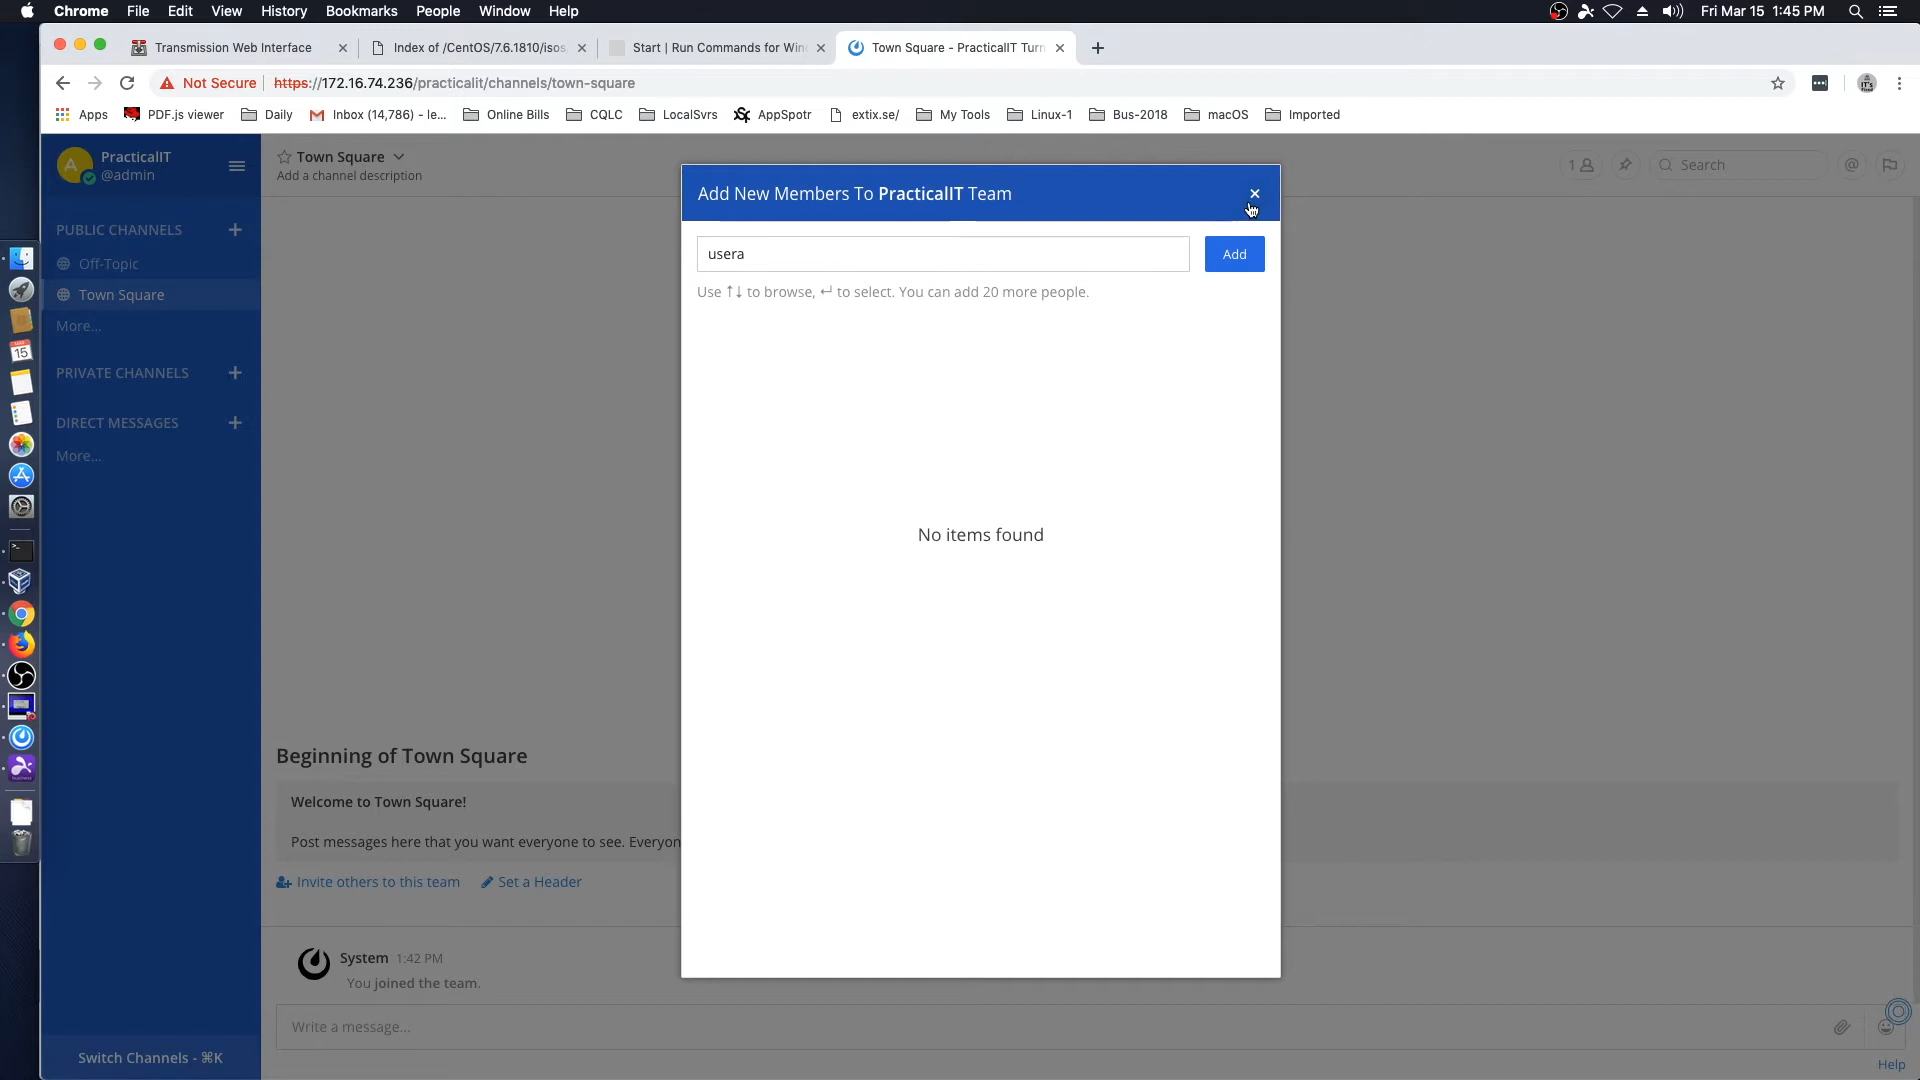 Chrome File Edit View History Bookmarks People Window Help
Fri Mar 15 1:45 PM
Transmission Web Interface
Index of /CentOS/7.6.1810/isos
Start | Run Commands for Win
Town Square - PracticalIT Turn
Not Secure https://172.16.74.236/practicalit/channels/town-square
Apps PDF.js viewer Daily Inbox (14,786) - le... Online Bills CQLC LocalSvrs AppSpotr extix.se/ My Tools Linux-1 Bus-2018 macOS Imported
A
PracticalIT
@admin
Town Square
Add a channel description
1
Search
@
PUBLIC CHANNELS +
Off-Topic
Town Square
More...
PRIVATE CHANNELS +
DIRECT MESSAGES +
More...
Switch Channels - ⌘K
15
Add New Members To PracticalIT Team ×
usera
Add
Use ↑↓ to browse, ↵ to select. You can add 20 more people.
No items found
Beginning of Town Square
Welcome to Town Square!
Post messages here that you want everyone to see. Everyon
Invite others to this team Set a Header
System 1:42 PM
You joined the team.
Write a message...
Help